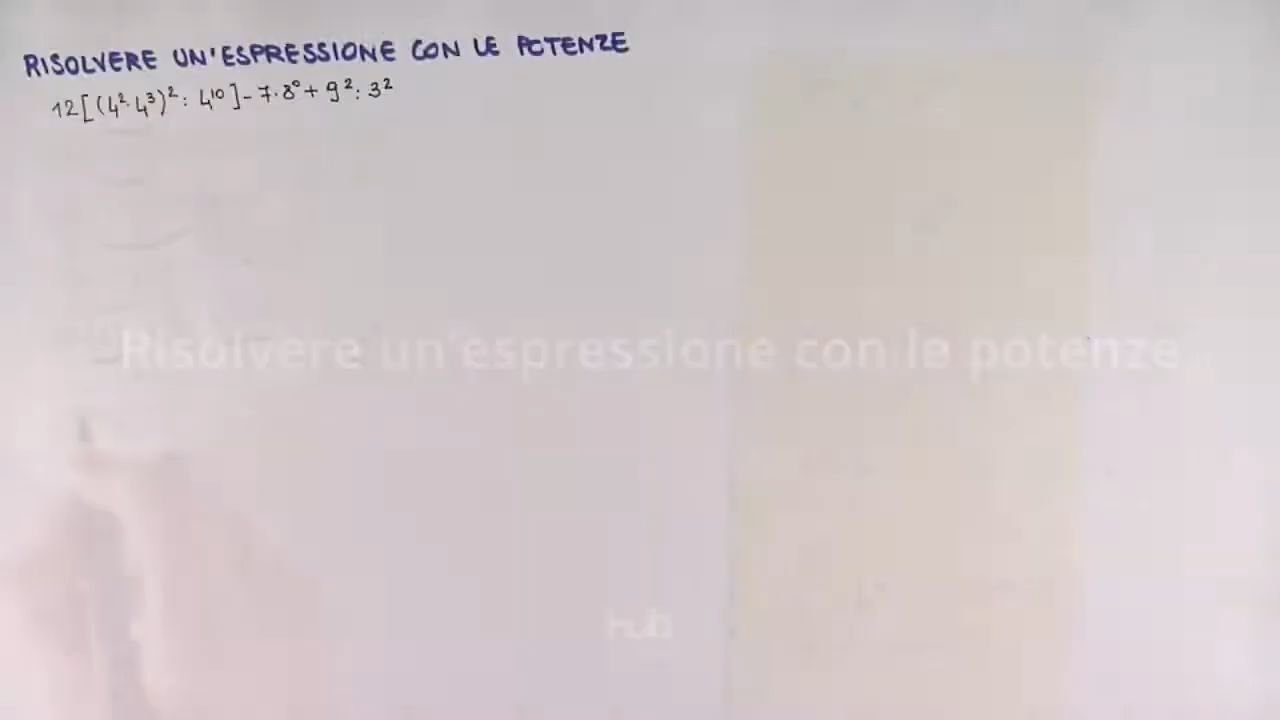 RISOLVERE UN'ESPRESSIONE CON LE POTENZE
12[(4²·4³)²: 4¹⁰]-7·8⁰+9²:3²
Risolvere un'espressione con le potenze
hub